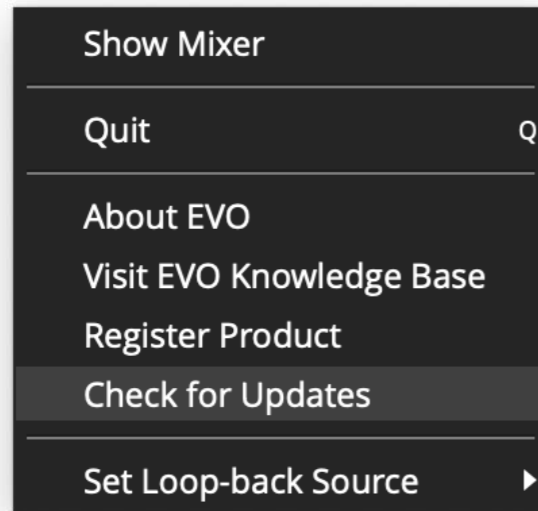 Show Mixer
Quit Q
About EVO
Visit EVO Knowledge Base
Register Product
Check for Updates
Set Loop-back Source